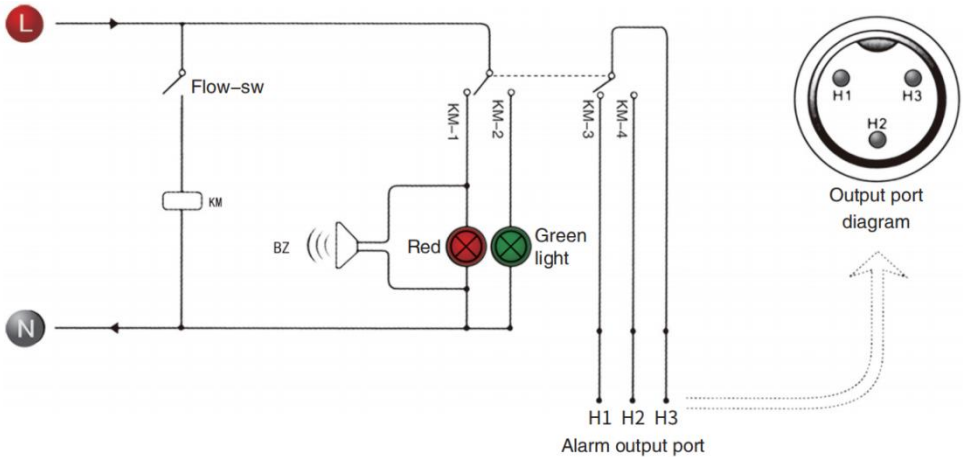 L
Flow-sw
KM
KM-1
KM-2
KM-3
KM-4
BZ
Red
Green
light
N
H1 H2 H3
Alarm output port
H1
H3
H2
Output port
diagram